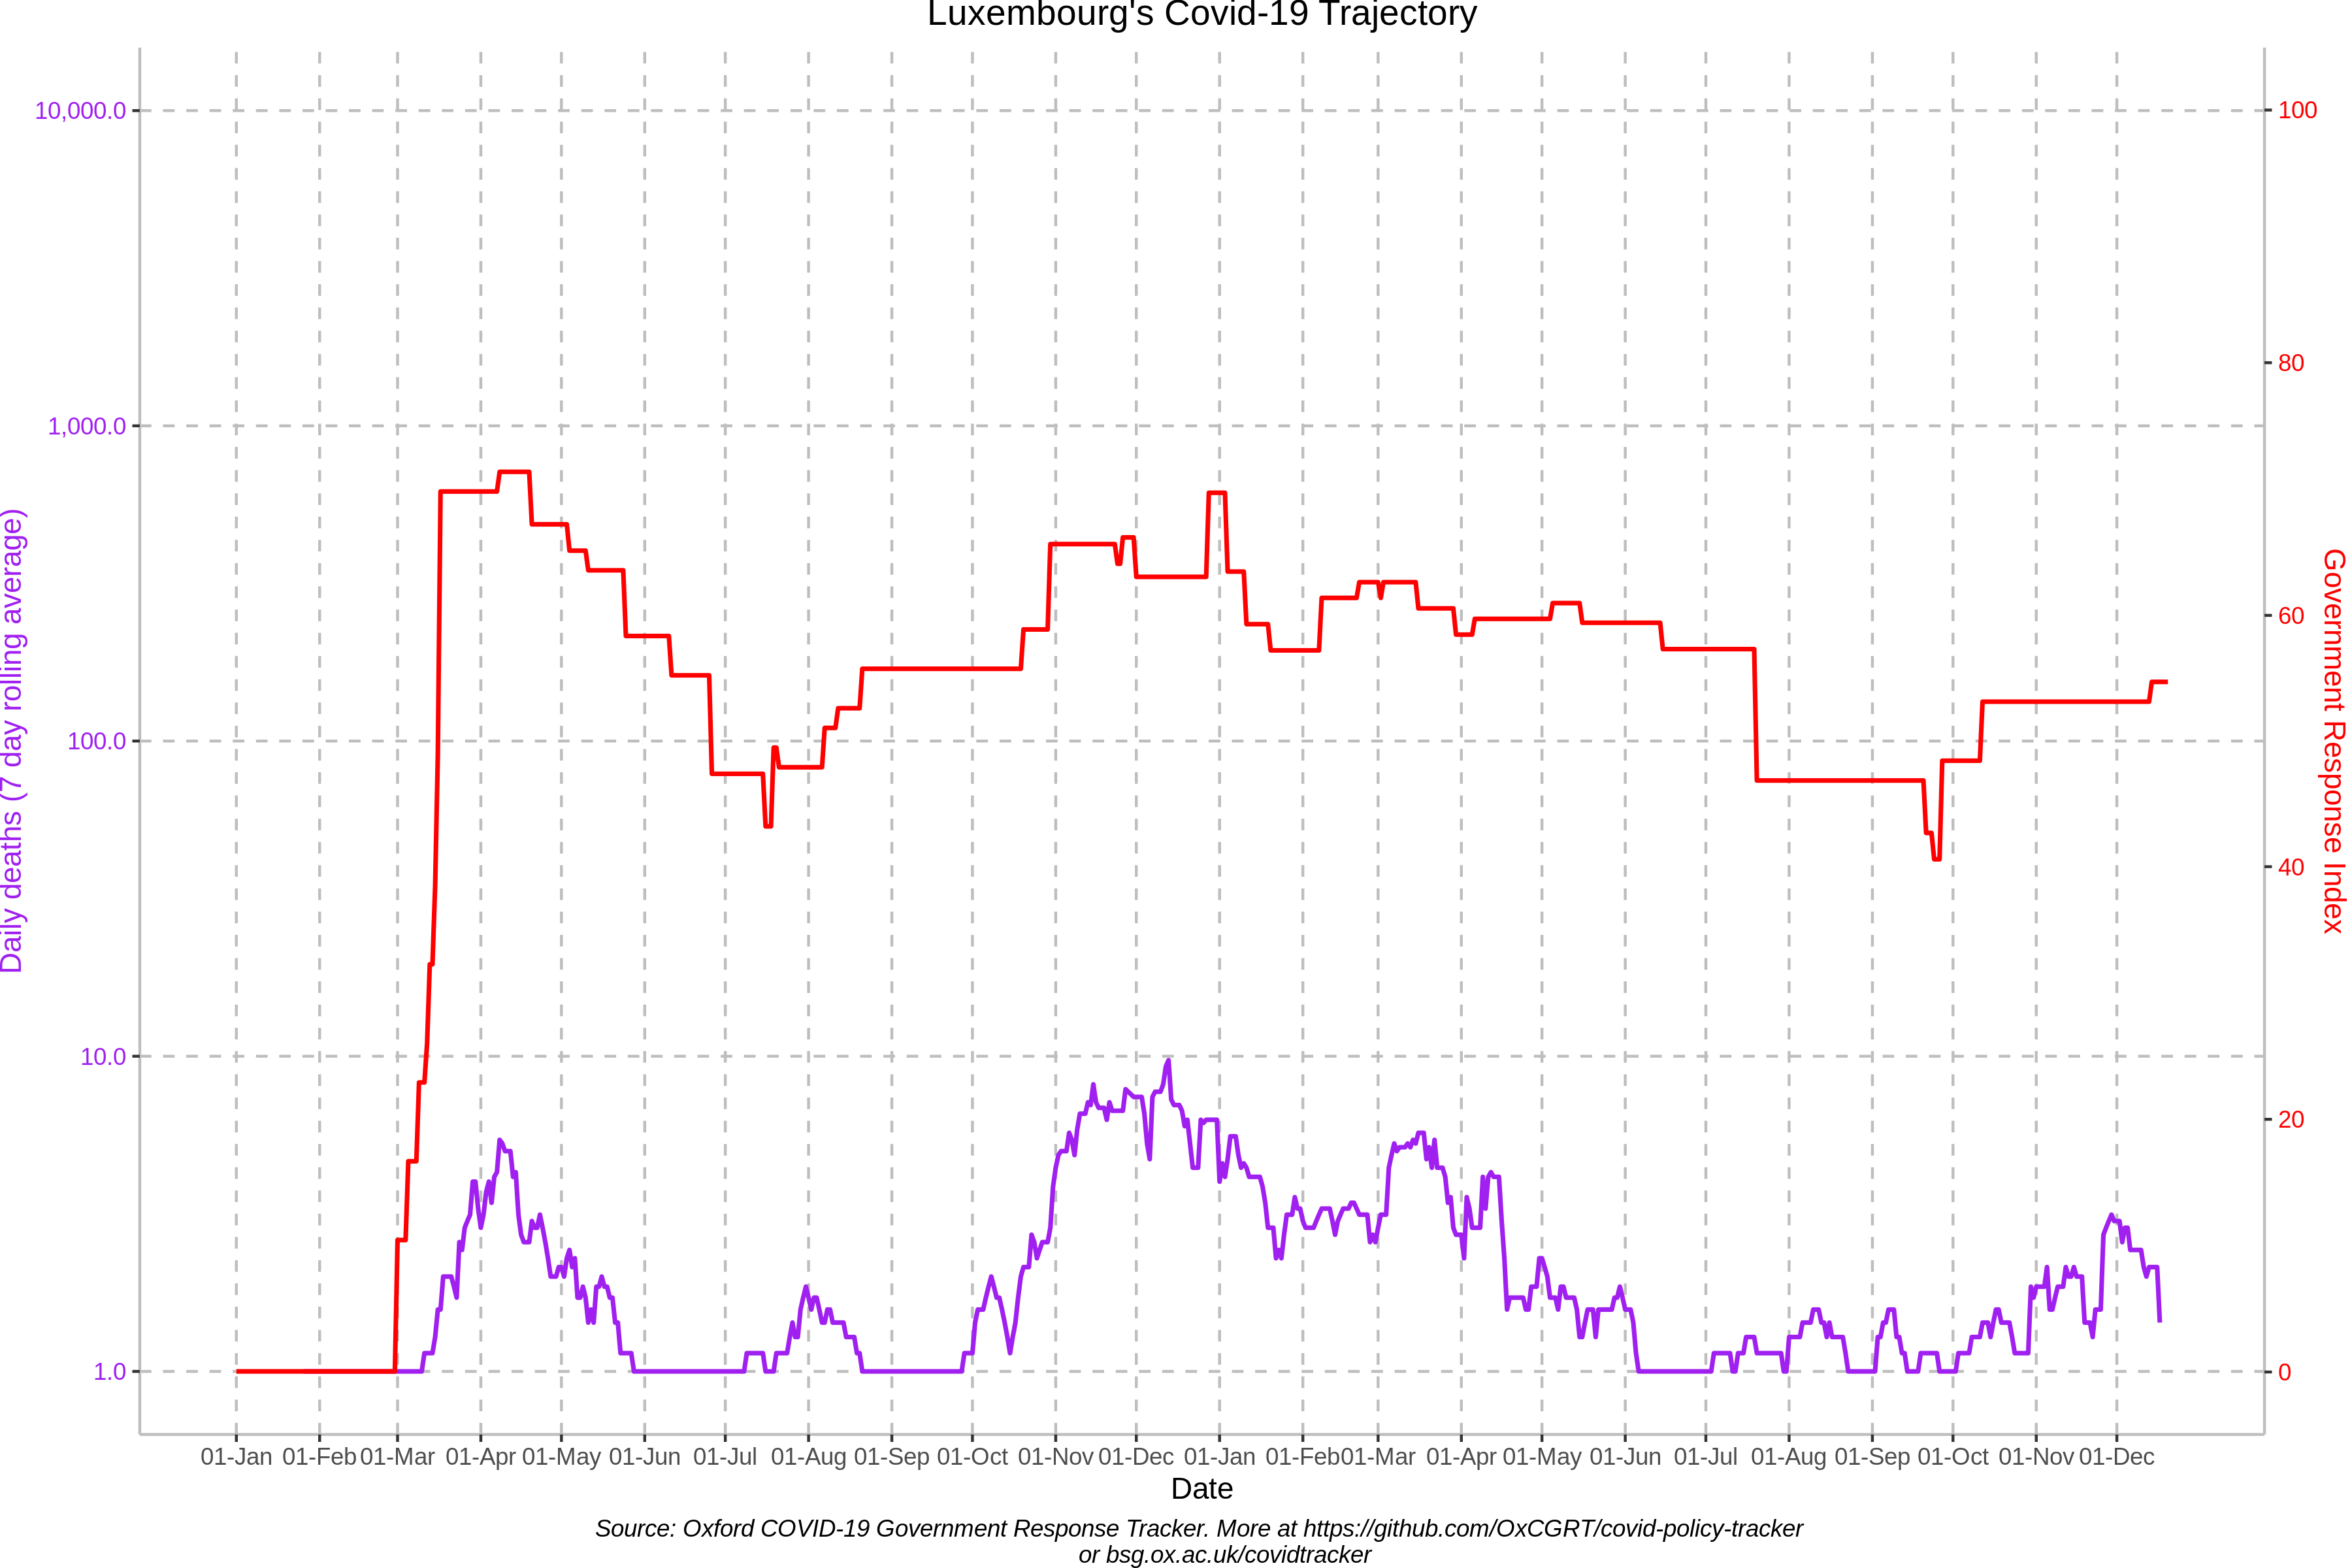 Luxembourg's Covid-19 Trajectory
10,000.0
1,000.0
100.0
10.0
1.0
Daily deaths (7 day rolling average)
100
80
60
40
20
0
Government Response Index
01-Jan 01-Feb 01-Mar 01-Apr 01-May 01-Jun 01-Jul 01-Aug 01-Sep 01-Oct 01-Nov 01-Dec 01-Jan 01-Feb 01-Mar 01-Apr 01-May 01-Jun 01-Jul 01-Aug 01-Sep 01-Oct 01-Nov 01-Dec
Date
Source: Oxford COVID-19 Government Response Tracker. More at https://github.com/OxCGRT/covid-policy-tracker
or bsg.ox.ac.uk/covidtracker